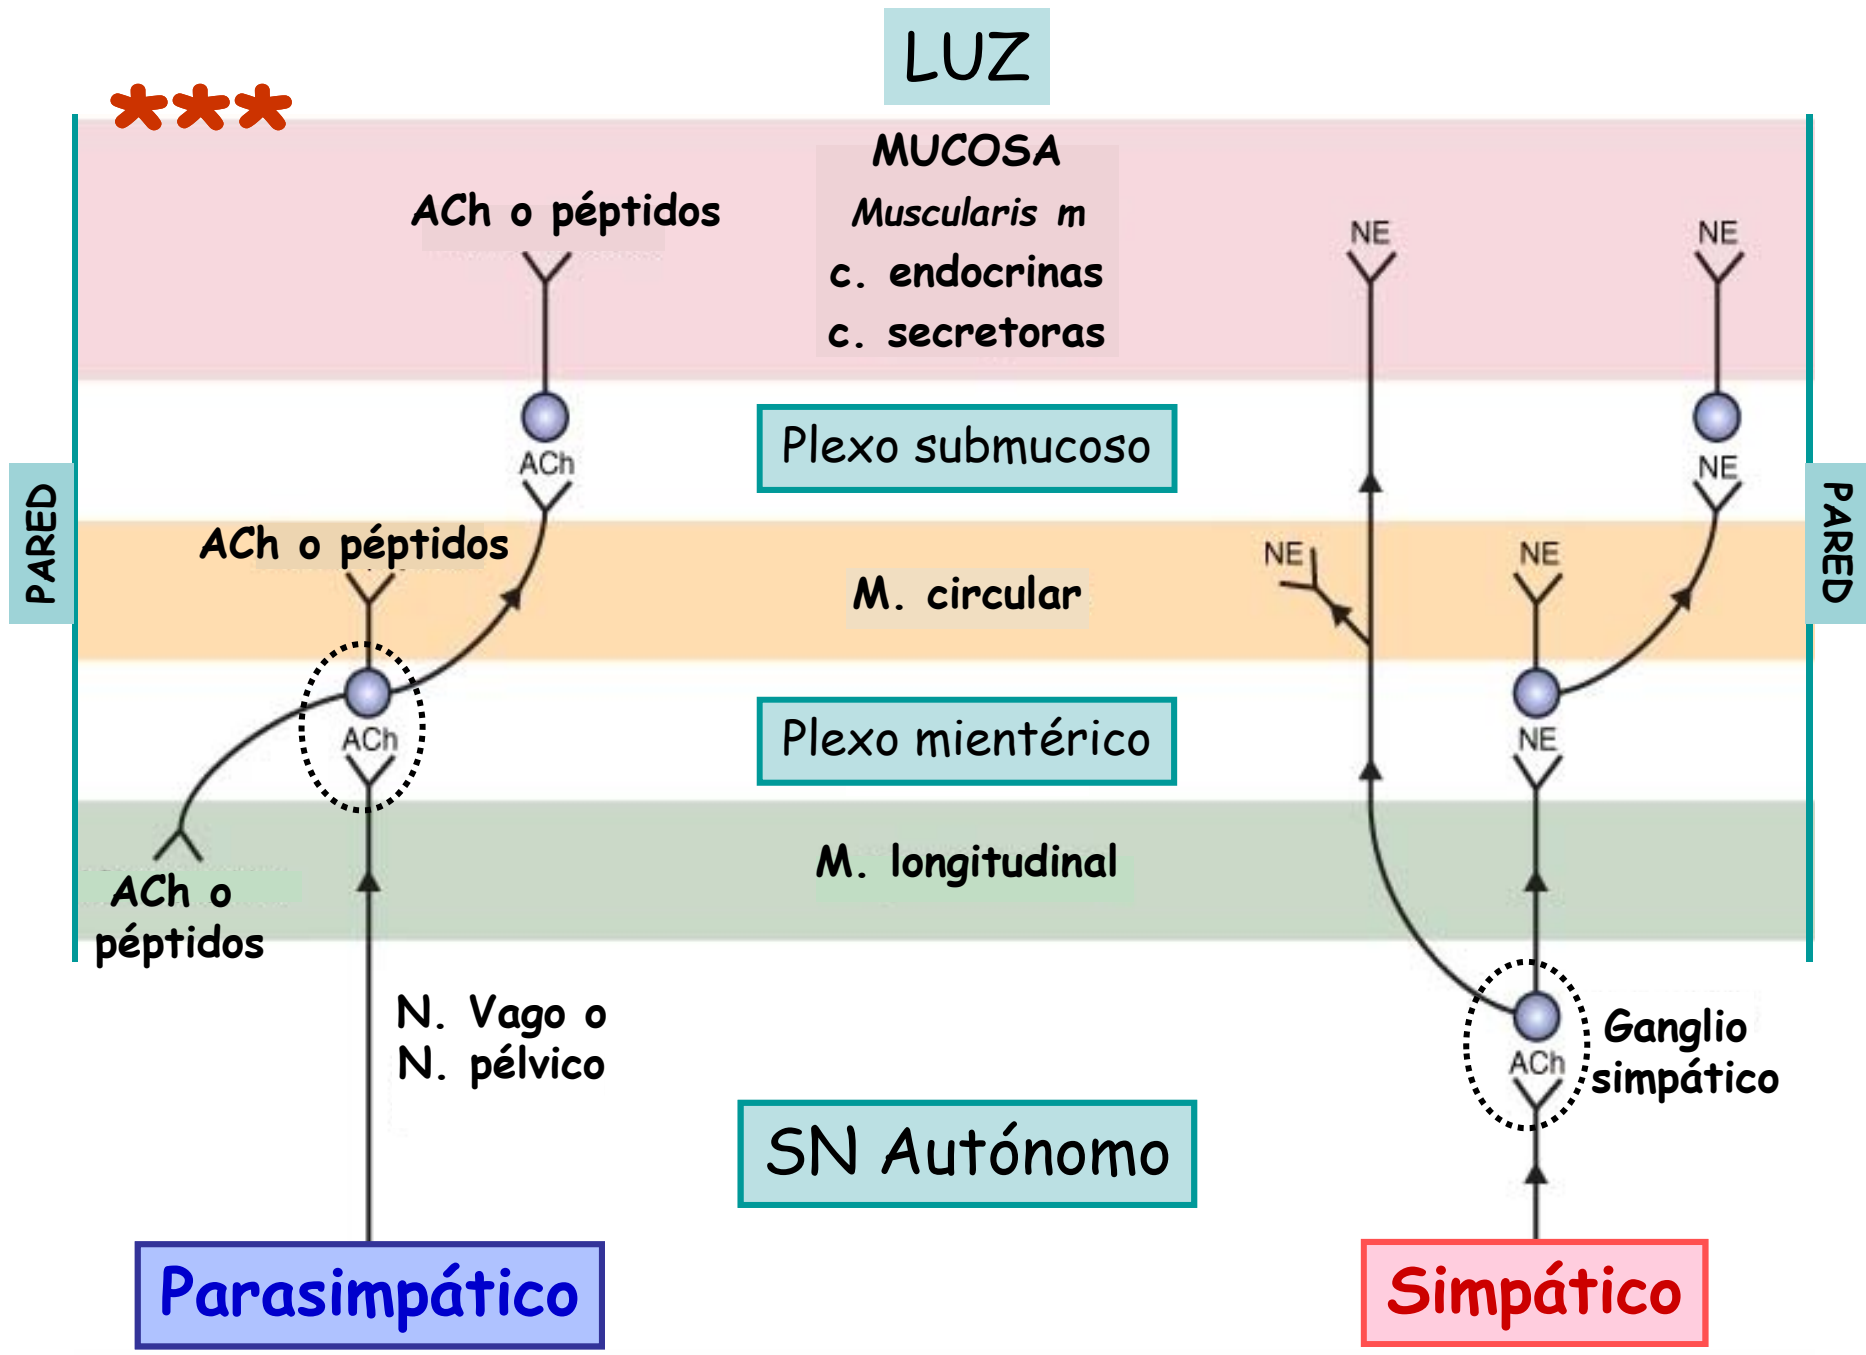 LUZ
***
MUCOSA
Muscularis m
c. endocrinas
c. secretoras
ACh o péptidos
NE
NE
ACh
Plexo submucoso
NE
PARED
PARED
ACh o péptidos
M. circular
NE
NE
ACh
Plexo mientérico
NE
M. longitudinal
ACh o
péptidos
N. Vago o
N. pélvico
Ganglio
simpático
ACh
SN Autónomo
Parasimpático
Simpático